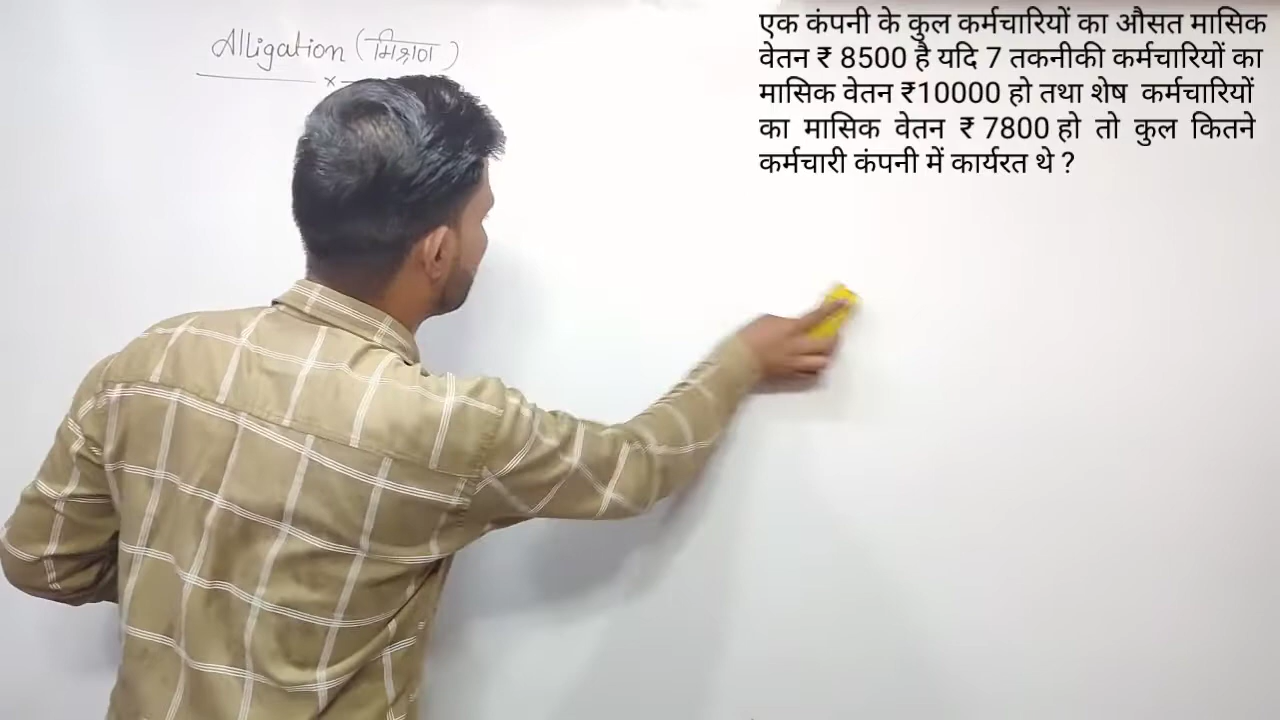 Alligation (मिश्रण)
एक कंपनी के कुल कर्मचारियों का औसत मासिक
वेतन ₹ 8500 है यदि 7 तकनीकी कर्मचारियों का
मासिक वेतन ₹10000 हो तथा शेष कर्मचारियों
का मासिक वेतन ₹ 7800 हो तो कुल कितने
कर्मचारी कंपनी में कार्यरत थे ?